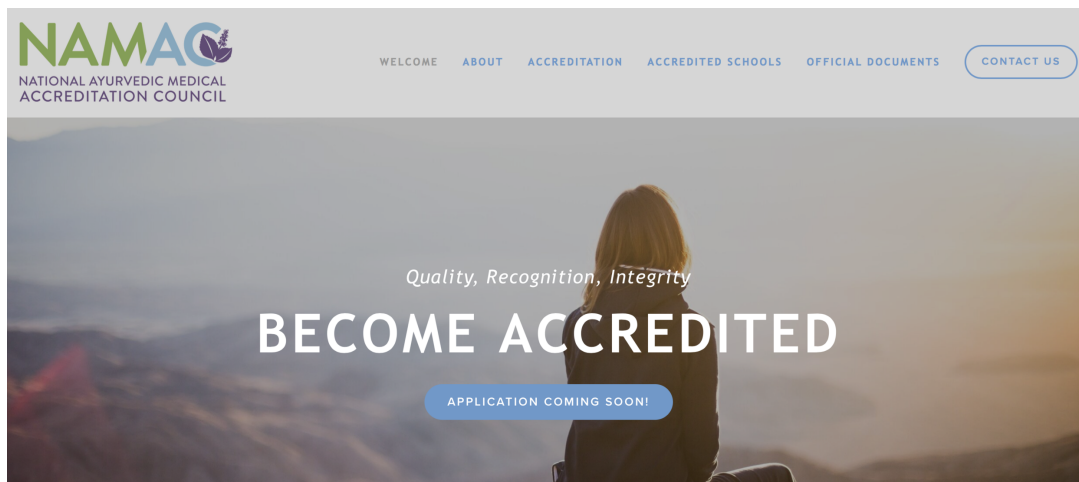 NAMAC
NATIONAL AYURVEDIC MEDICAL
ACCREDITATION COUNCIL
WELCOME
ABOUT
ACCREDITATION
ACCREDITED SCHOOLS
OFFICIAL DOCUMENTS
CONTACT US
Quality, Recognition, Integrity
BECOME ACCREDITED
APPLICATION COMING SOON!